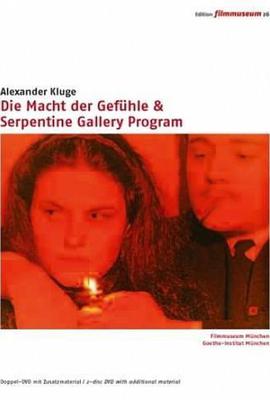 Edition filmmuseum 26
Alexander Kluge
Die Macht der Gefühle &
Serpentine Gallery Program
Filmmuseum München
Goethe-Institut München
Doppel-DVD mit Zusatzmaterial / 2-disc DVD with additional material